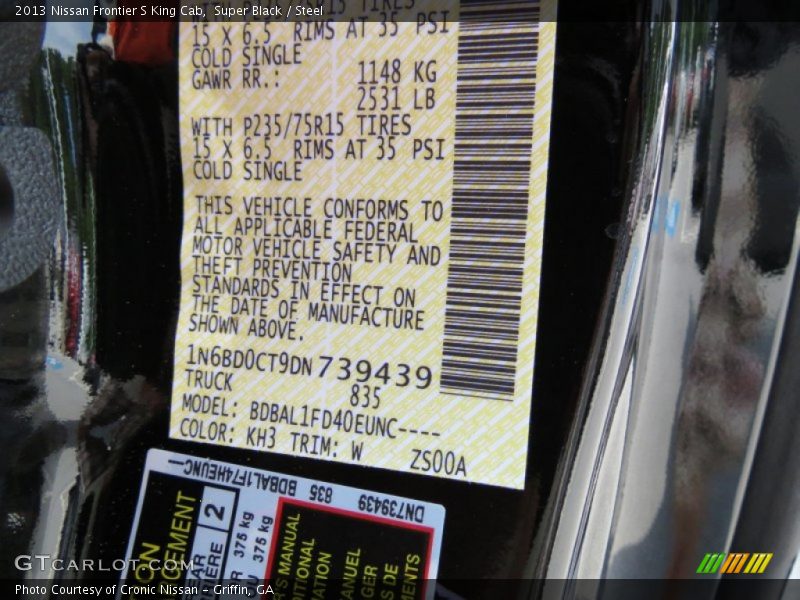 2013 Nissan Frontier S King Cab, Super Black / Steel
15 TIRES
15 X 6.5 RIMS AT 35 PSI
COLD SINGLE
GAWR RR.: 1148 KG
2531 LB
WITH P235/75R15 TIRES
15 X 6.5 RIMS AT 35 PSI
COLD SINGLE
THIS VEHICLE CONFORMS TO
ALL APPLICABLE FEDERAL
MOTOR VEHICLE SAFETY AND
THEFT PREVENTION
STANDARDS IN EFFECT ON
THE DATE OF MANUFACTURE
SHOWN ABOVE.
1N6BD0CT9DN739439
TRUCK 835
MODEL: BDBAL1FD40EUNC----
COLOR: KH3 TRIM: W ZS00A
DN739439 835 BDBAL1F74HEUNC—
2
375 kg
375 kg
GTcarlot.com
Photo Courtesy of Cronic Nissan - Griffin, GA